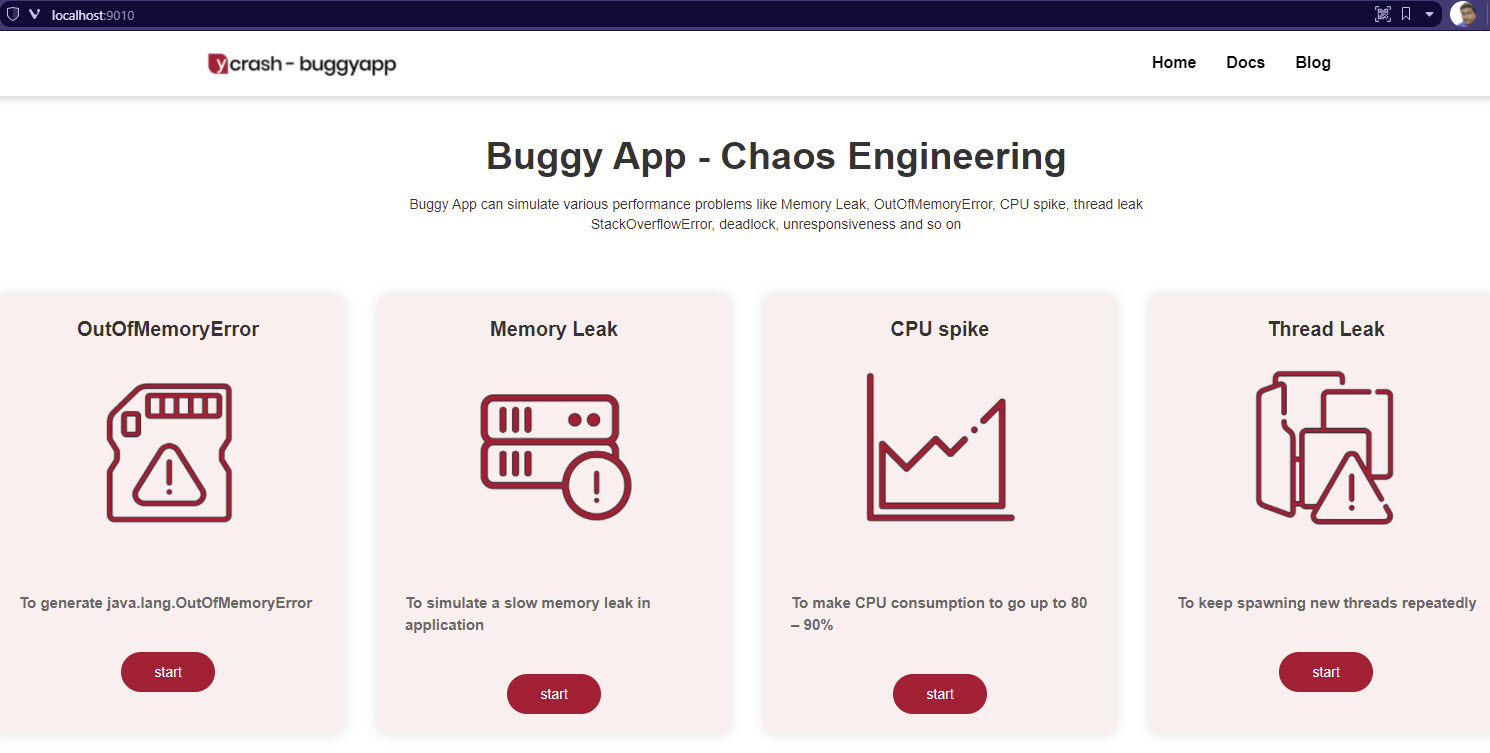 localhost:9010
ycrash - buggyapp
Home Docs Blog
Buggy App - Chaos Engineering
Buggy App can simulate various performance problems like Memory Leak, OutOfMemoryError, CPU spike, thread leak
StackOverflowError, deadlock, unresponsiveness and so on
OutOfMemoryError
To generate java.lang.OutOfMemoryError
start
Memory Leak
To simulate a slow memory leak in
application
start
CPU spike
To make CPU consumption to go up to 80
– 90%
start
Thread Leak
To keep spawning new threads repeatedly
start